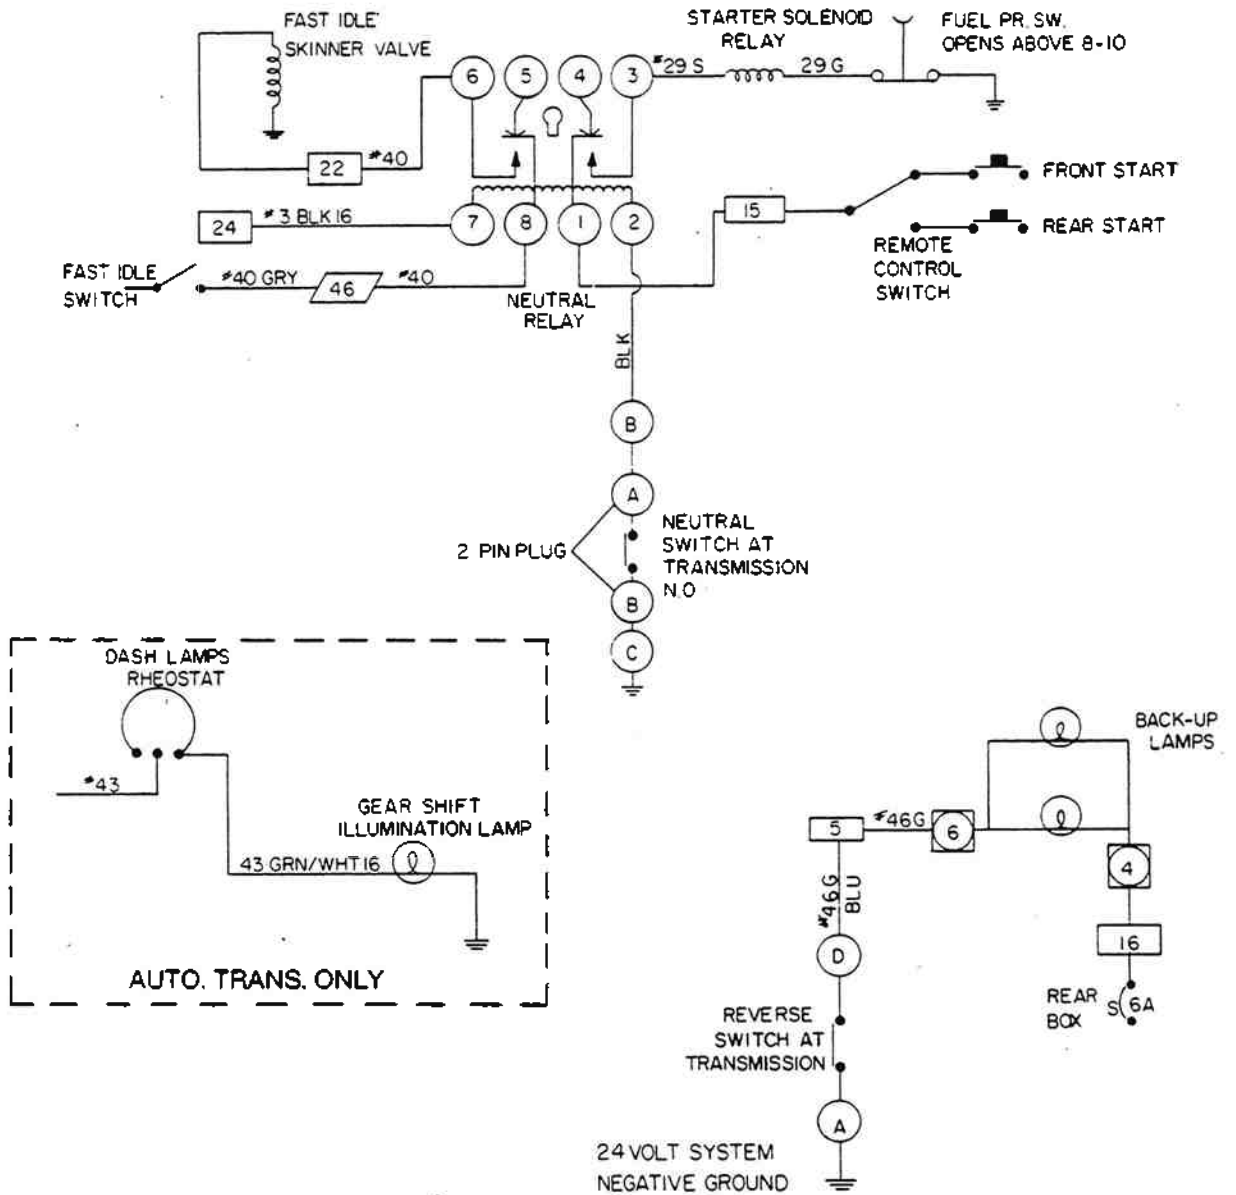 FAST IDLE
SKINNER VALVE
STARTER SOLENOID
RELAY
FUEL PR. SW.
OPENS ABOVE 8-10
6
5
4
3
#29 S
29G
22
#40
FRONT START
24
#3 BLK 16
7
8
1
2
15
REAR START
REMOTE
CONTROL
SWITCH
FAST IDLE
SWITCH
#40 GRY
46
#40
NEUTRAL
RELAY
BLK
B
A
2 PIN PLUG
NEUTRAL
SWITCH AT
TRANSMISSION
N.O
B
C
DASH LAMPS
RHEOSTAT
#43
GEAR SHIFT
ILLUMINATION LAMP
43 GRN/WHT 16
AUTO. TRANS. ONLY
BACK-UP
LAMPS
5
#46G
6
4
#46G
BLU
D
16
REAR
BOX
S
6A
REVERSE
SWITCH AT
TRANSMISSION
A
24 VOLT SYSTEM
NEGATIVE GROUND